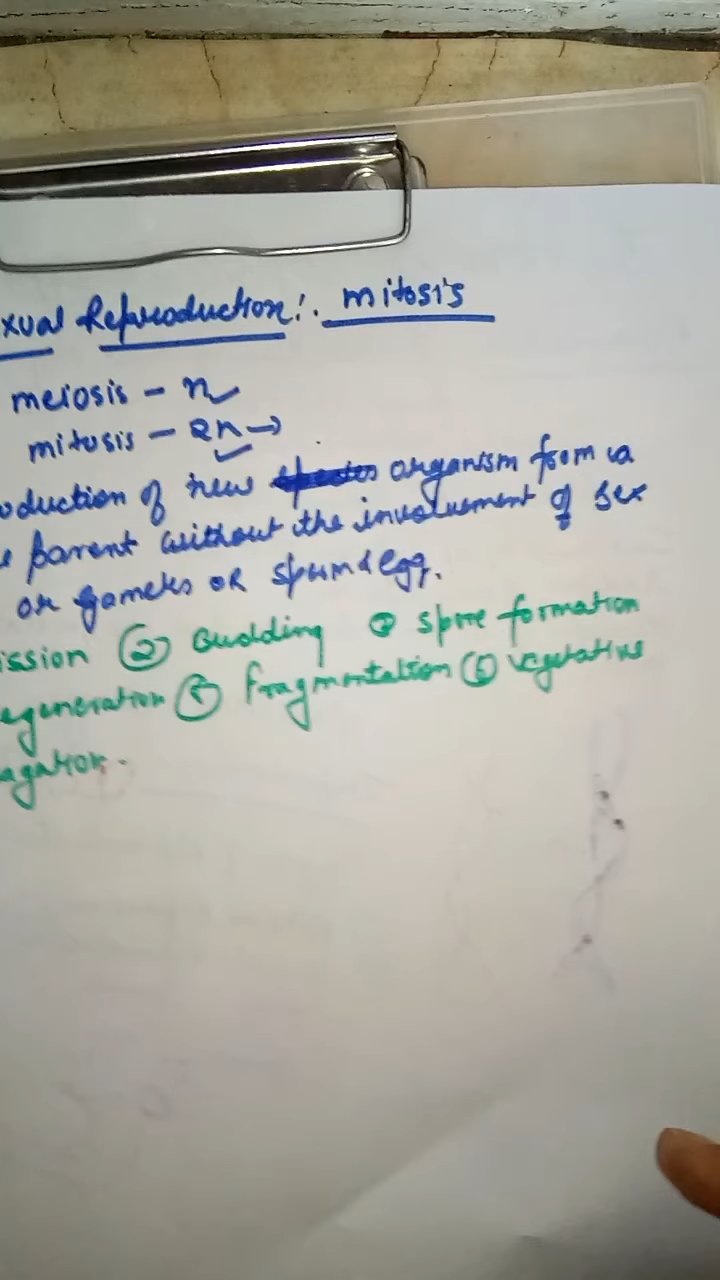 xual Reproduction:. mitosis
meiosis - n
mitosis - 2n →
oduction of new organism from a
parent without the involvement of sex
or gametes or sperm & egg.
ission ② Budding ③ spore formation
egeneration ⑤ fragmentation ⑥ vegetative
agation.